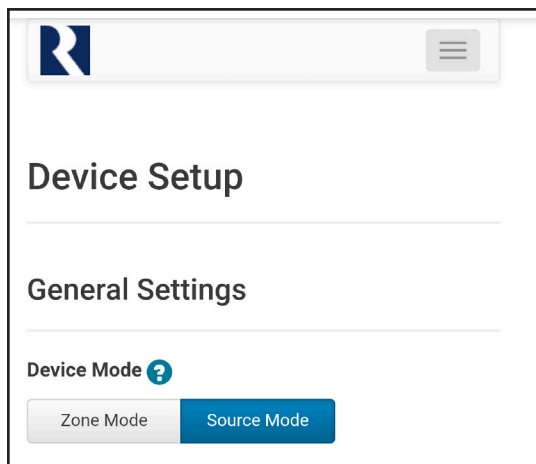 R
Device Setup
General Settings
Device Mode ?
Zone Mode Source Mode